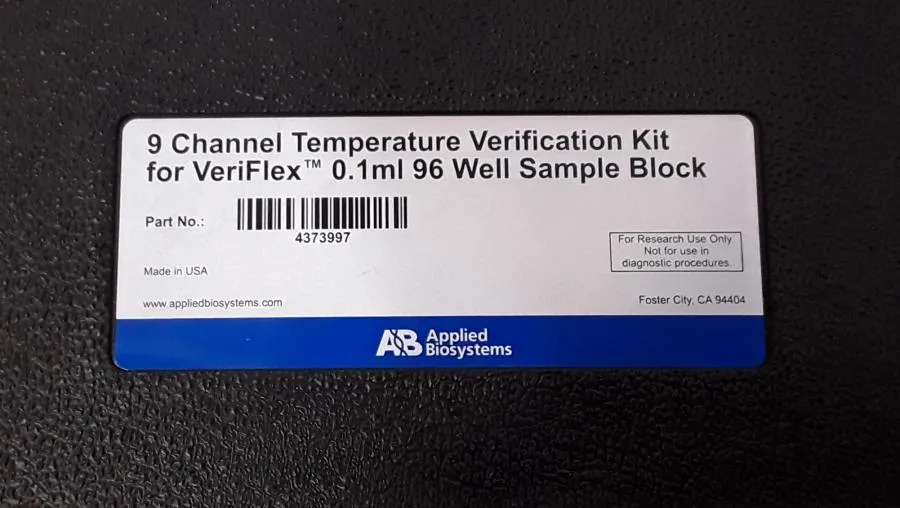 9 Channel Temperature Verification Kit
for VeriFlex™ 0.1ml 96 Well Sample Block
Part No.:
4373997
For Research Use Only
Not for use in
diagnostic procedures.
Made in USA
www.appliedbiosystems.com
Foster City, CA 94404
AB Applied
Biosystems